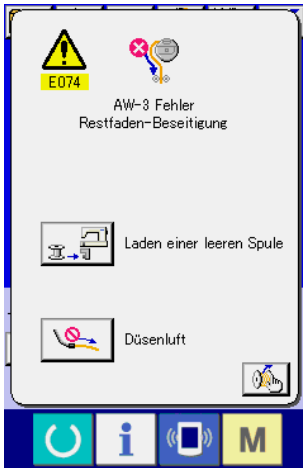 E074
AW-3 Fehler
Restfaden-Beseitigung
Laden einer leeren Spule
Düsenluft
i
M